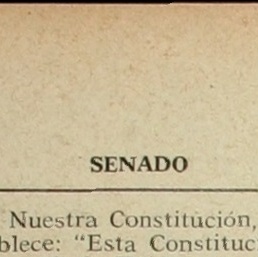 SENADO
Nuestra Constitución,
blece: “Esta Constituc